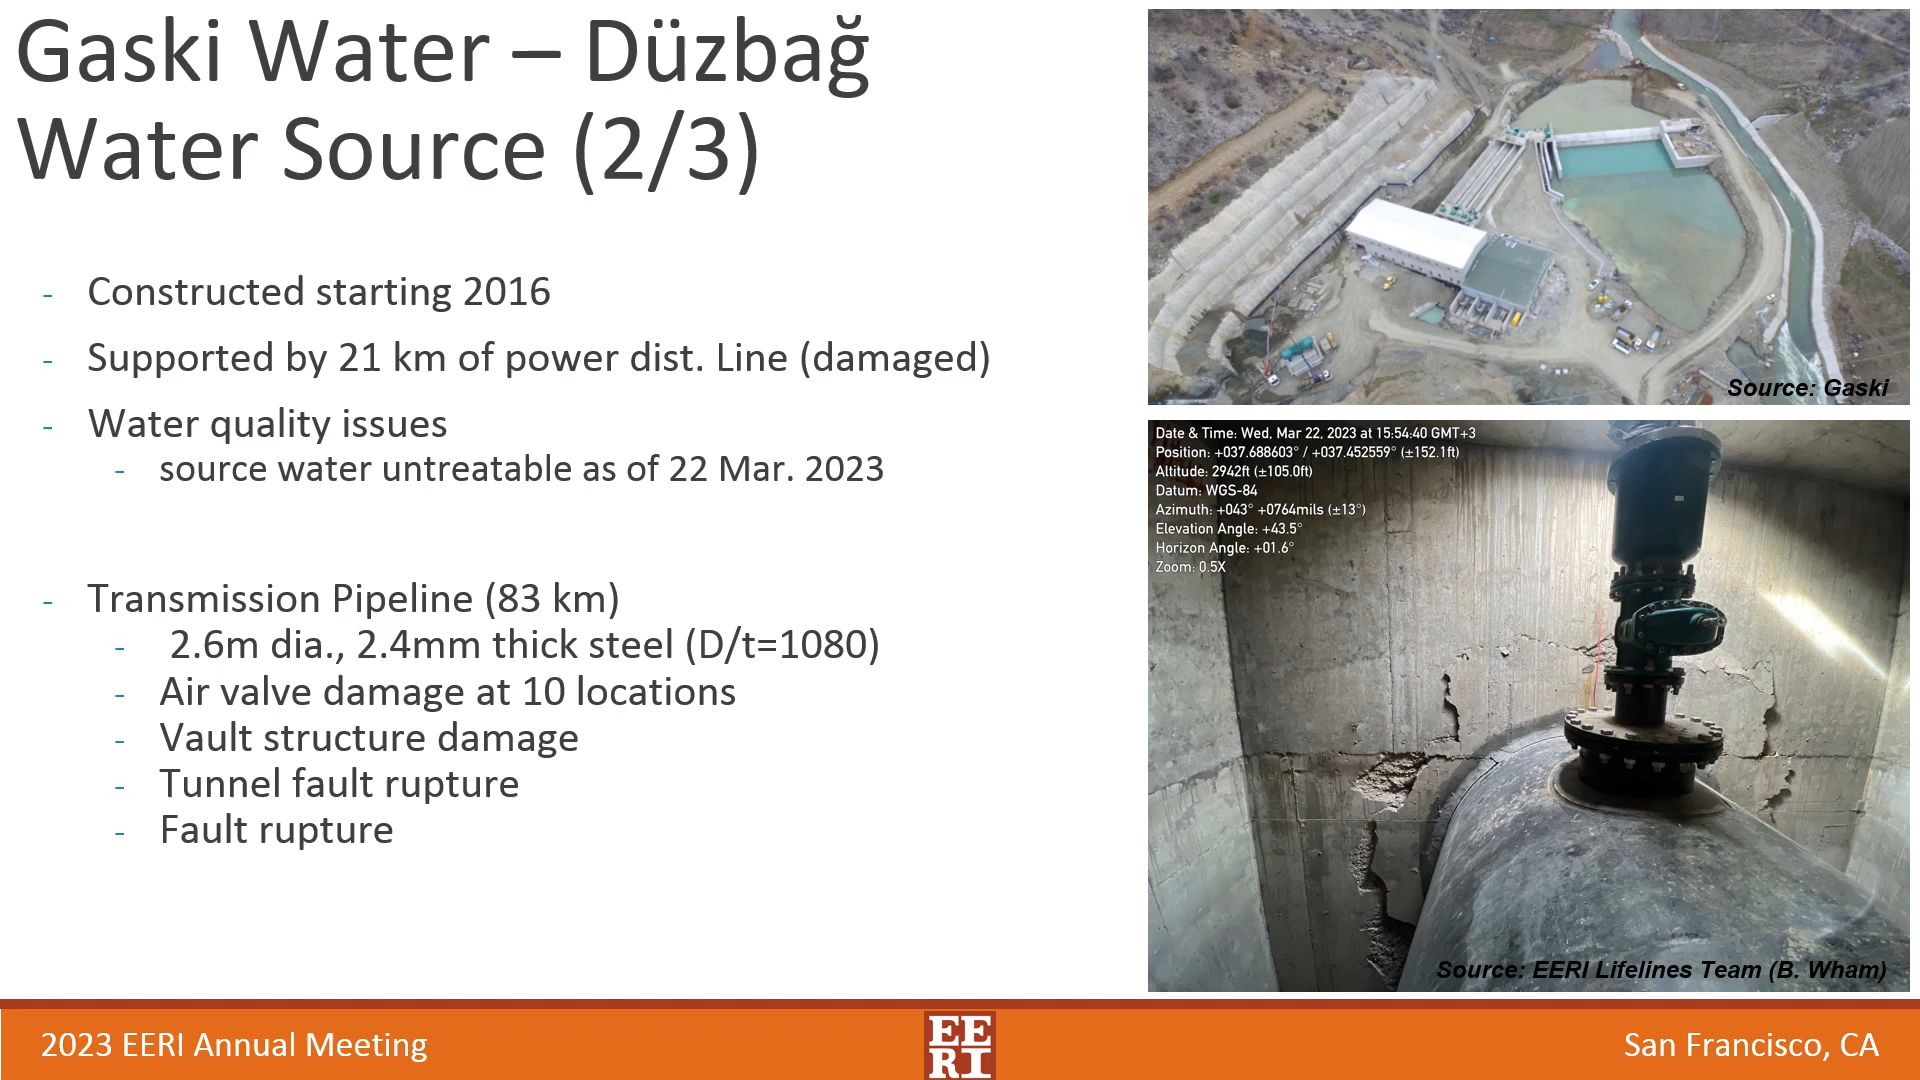 Gaski Water – Düzbağ
Water Source (2/3)
- Constructed starting 2016
- Supported by 21 km of power dist. Line (damaged)
- Water quality issues
- source water untreatable as of 22 Mar. 2023
- Transmission Pipeline (83 km)
- 2.6m dia., 2.4mm thick steel (D/t=1080)
- Air valve damage at 10 locations
- Vault structure damage
- Tunnel fault rupture
- Fault rupture
Source: Gaski
Date & Time: Wed, Mar 22, 2023 at 15:54:40 GMT+3
Position: +037.688603° / +037.452559° (±152.1ft)
Altitude: 2942ft (±105.0ft)
Datum: WGS-84
Azimuth: +043° +0764mils (±13°)
Elevation Angle: +43.5°
Horizon Angle: +01.6°
Zoom: 0.5X
Source: EERI Lifelines Team (B. Wham)
2023 EERI Annual Meeting
EE
RI
San Francisco, CA